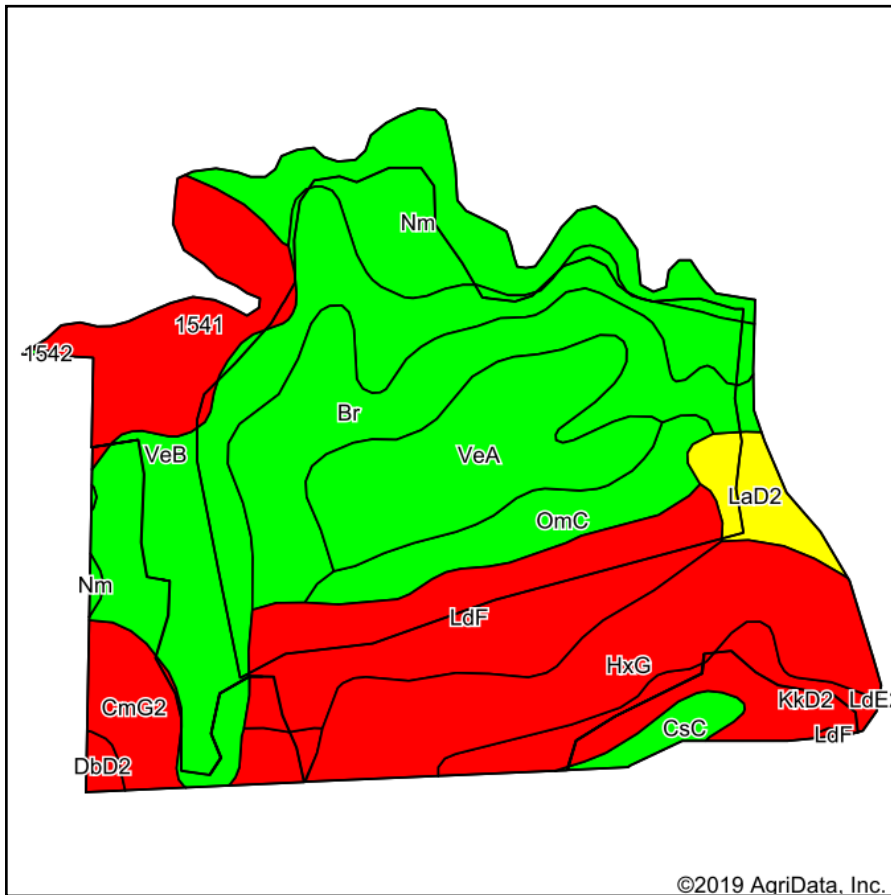 Nm
1541
1542
Br
VeB
VeA
LaD2
OmC
Nm
LdF
HxG
KkD2
LdE2
CmG2
CsC
LdF
DbD2
©2019 AgriData, Inc.